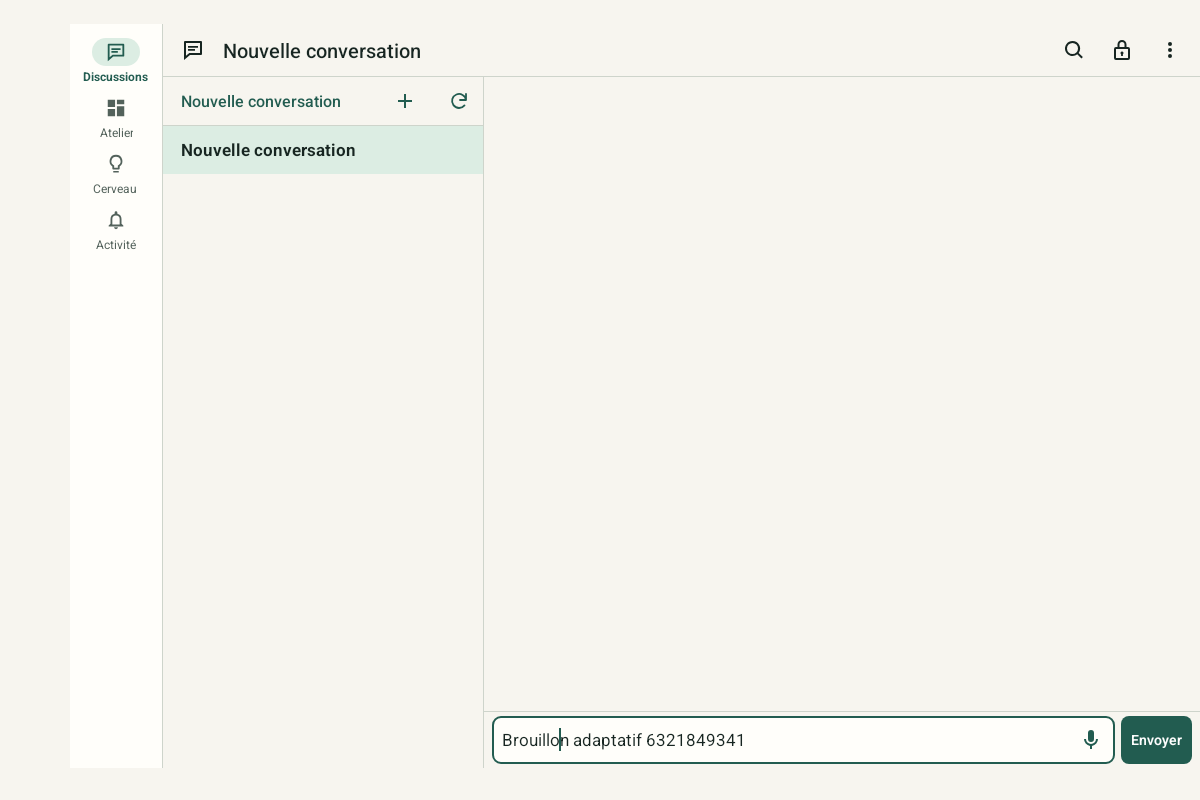 Discussions
Atelier
Cerveau
Activité
Nouvelle conversation
Nouvelle conversation
Nouvelle conversation
Brouillon adaptatif 6321849341
Envoyer